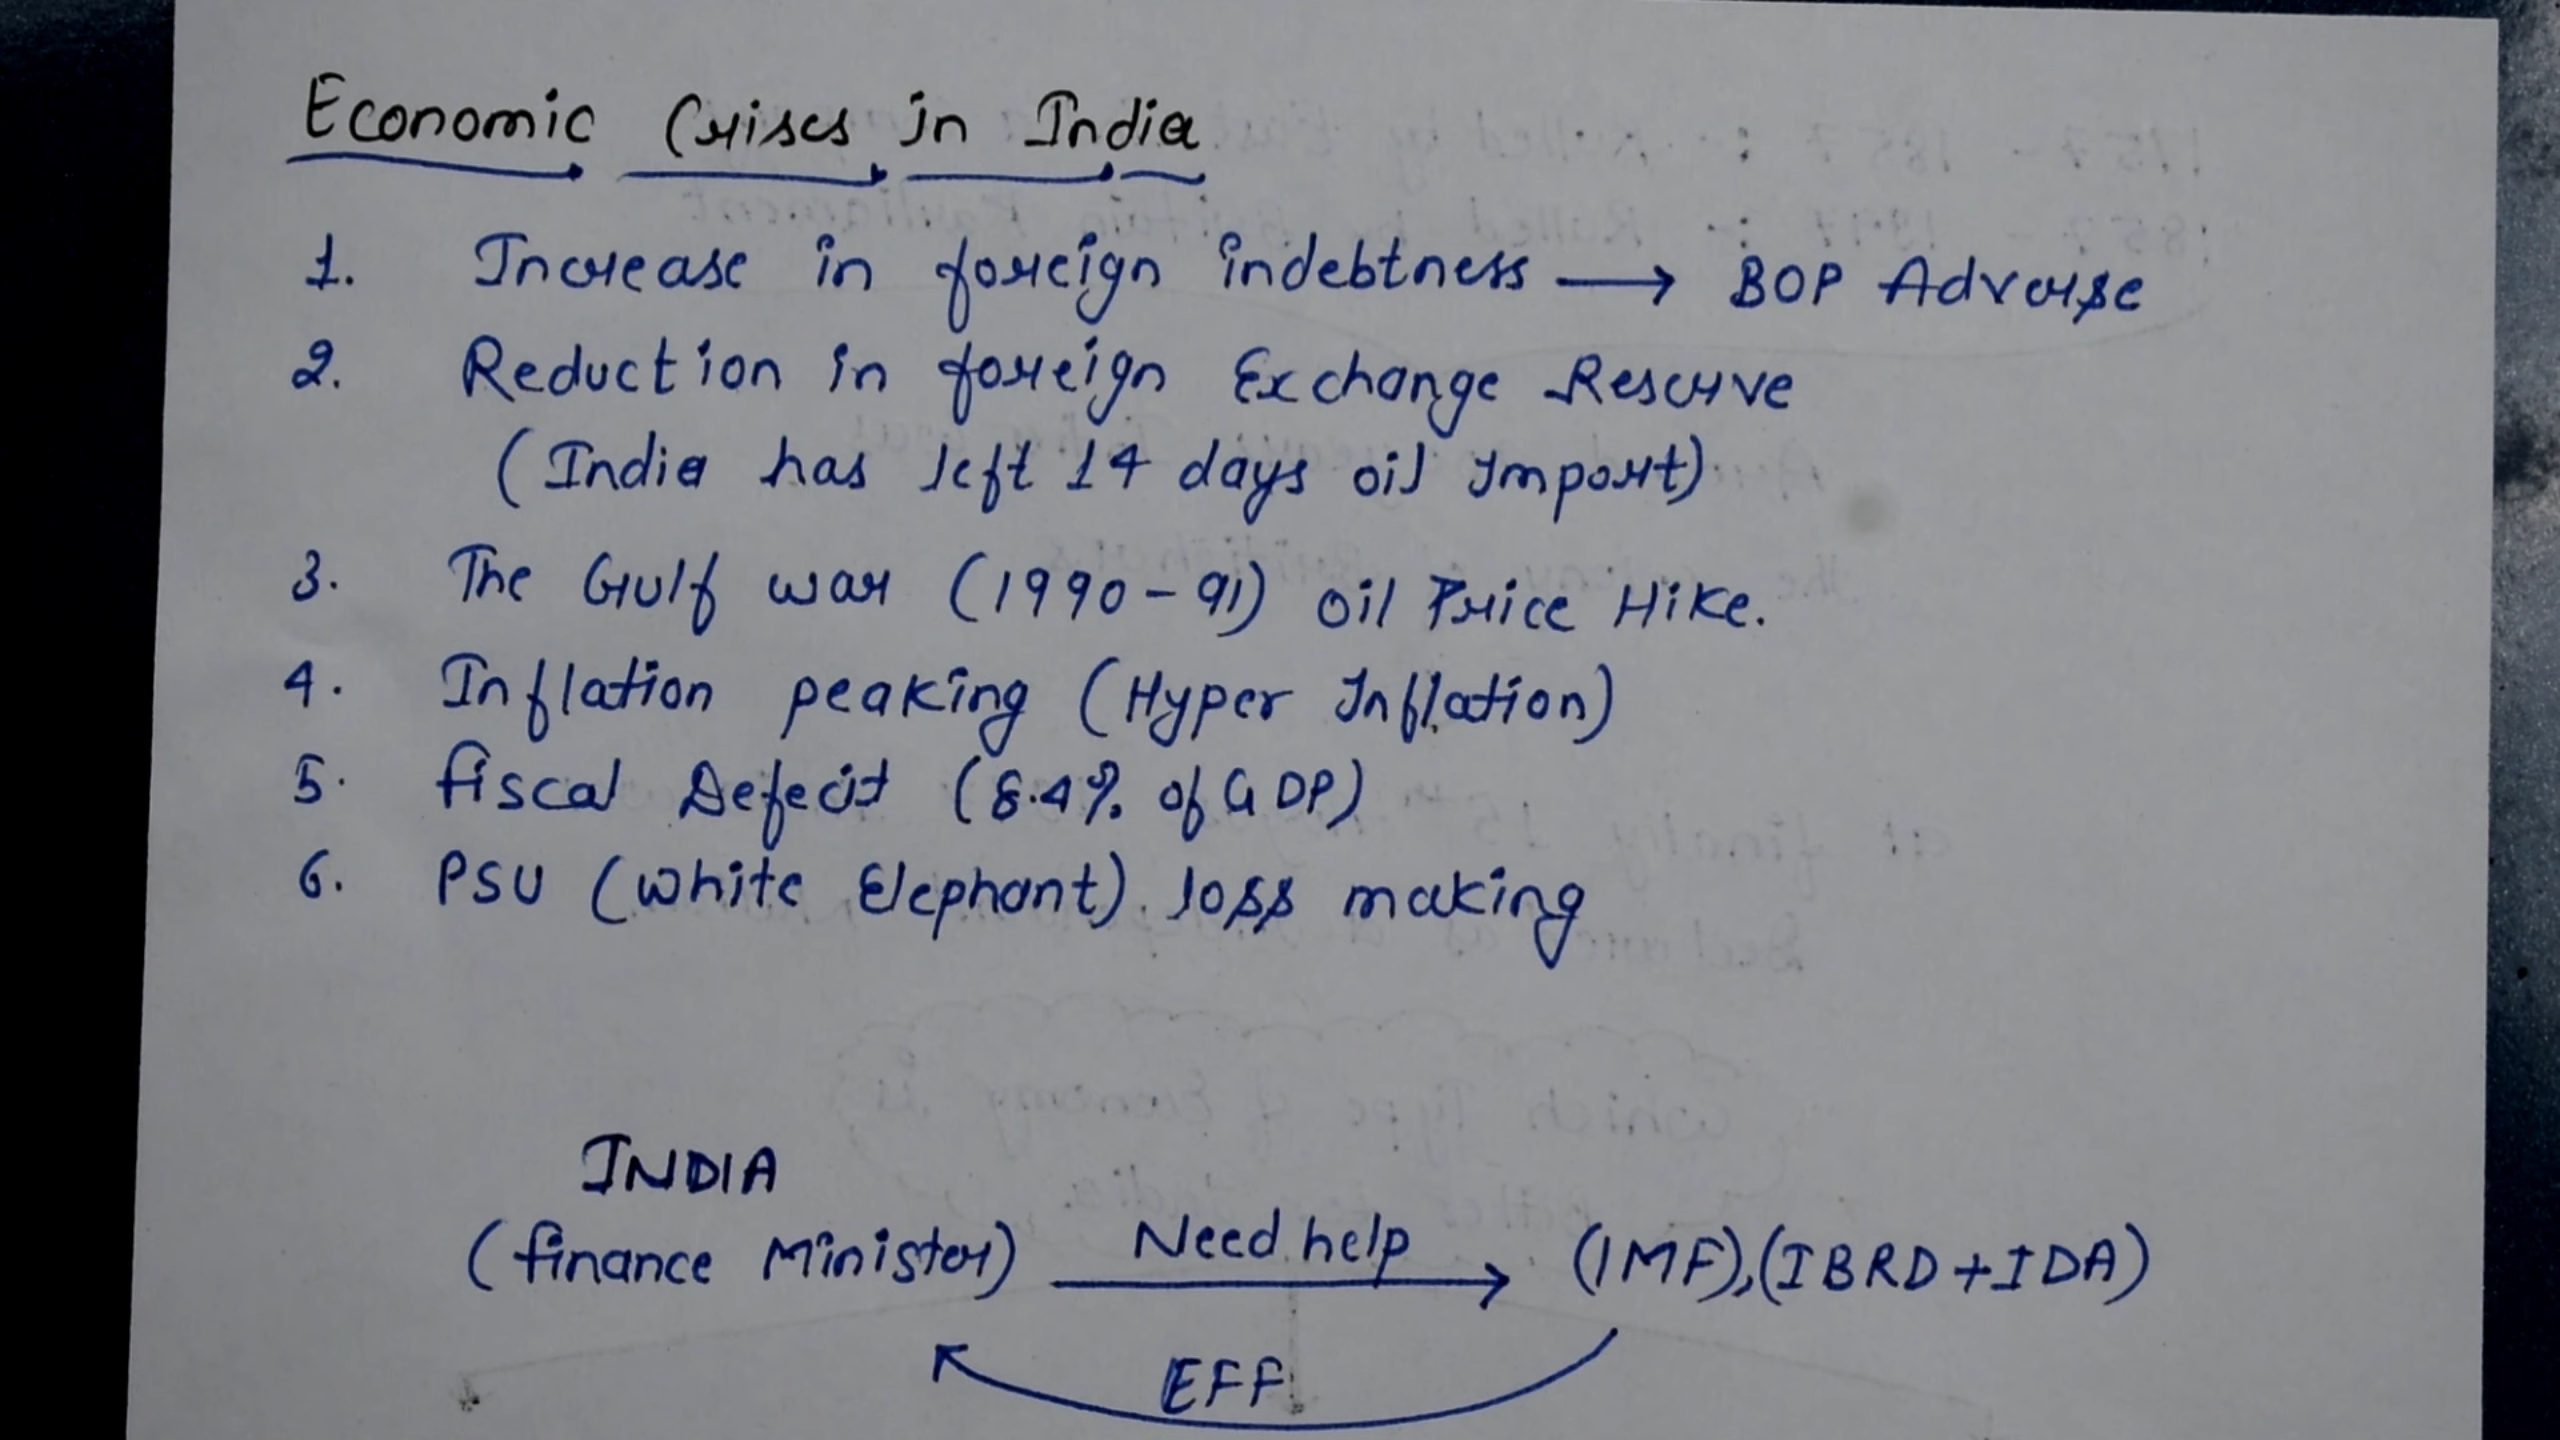 Economic Crises in India
1. Increase in foreign indebtness → BOP Adverse
2. Reduction in foreign Exchange Reserve
(India has left 14 days oil Import)
3. The Gulf war (1990-91) oil Price Hike.
4. Inflation peaking (Hyper Inflation)
5. fiscal Defecit (8.4% of GDP)
6. PSU (White Elephant) loss making
INDIA
(finance Minister) Need help → (IMF), (IBRD+IDA)
EFF